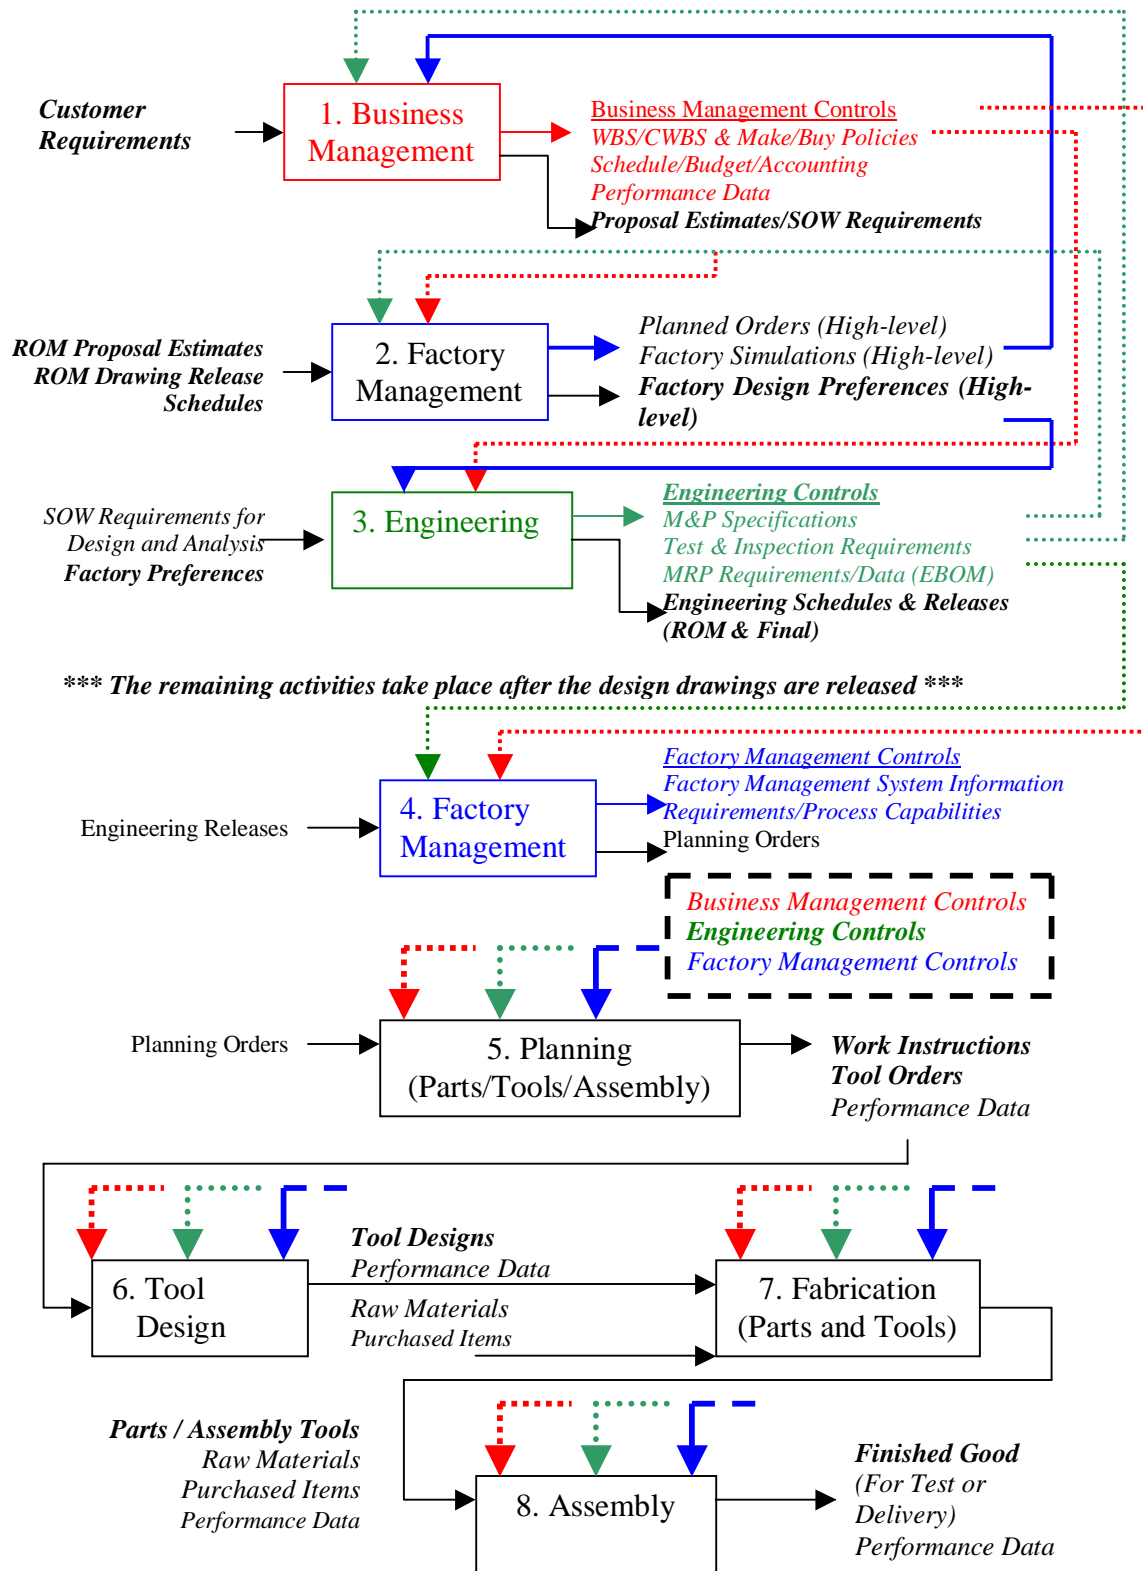 Customer
Requirements
1. Business
Management
Business Management Controls
WBS/CWBS & Make/Buy Policies
Schedule/Budget/Accounting
Performance Data
Proposal Estimates/SOW Requirements
ROM Proposal Estimates
ROM Drawing Release
Schedules
2. Factory
Management
Planned Orders (High-level)
Factory Simulations (High-level)
Factory Design Preferences (High-
level)
SOW Requirements for
Design and Analysis
Factory Preferences
3. Engineering
Engineering Controls
M&P Specifications
Test & Inspection Requirements
MRP Requirements/Data (EBOM)
Engineering Schedules & Releases
(ROM & Final)
*** The remaining activities take place after the design drawings are released ***
Engineering Releases
4. Factory
Management
Factory Management Controls
Factory Management System Information
Requirements/Process Capabilities
Planning Orders
Business Management Controls
Engineering Controls
Factory Management Controls
Planning Orders
5. Planning
(Parts/Tools/Assembly)
Work Instructions
Tool Orders
Performance Data
6. Tool
Design
Tool Designs
Performance Data
Raw Materials
Purchased Items
7. Fabrication
(Parts and Tools)
Parts / Assembly Tools
Raw Materials
Purchased Items
Performance Data
8. Assembly
Finished Good
(For Test or
Delivery)
Performance Data